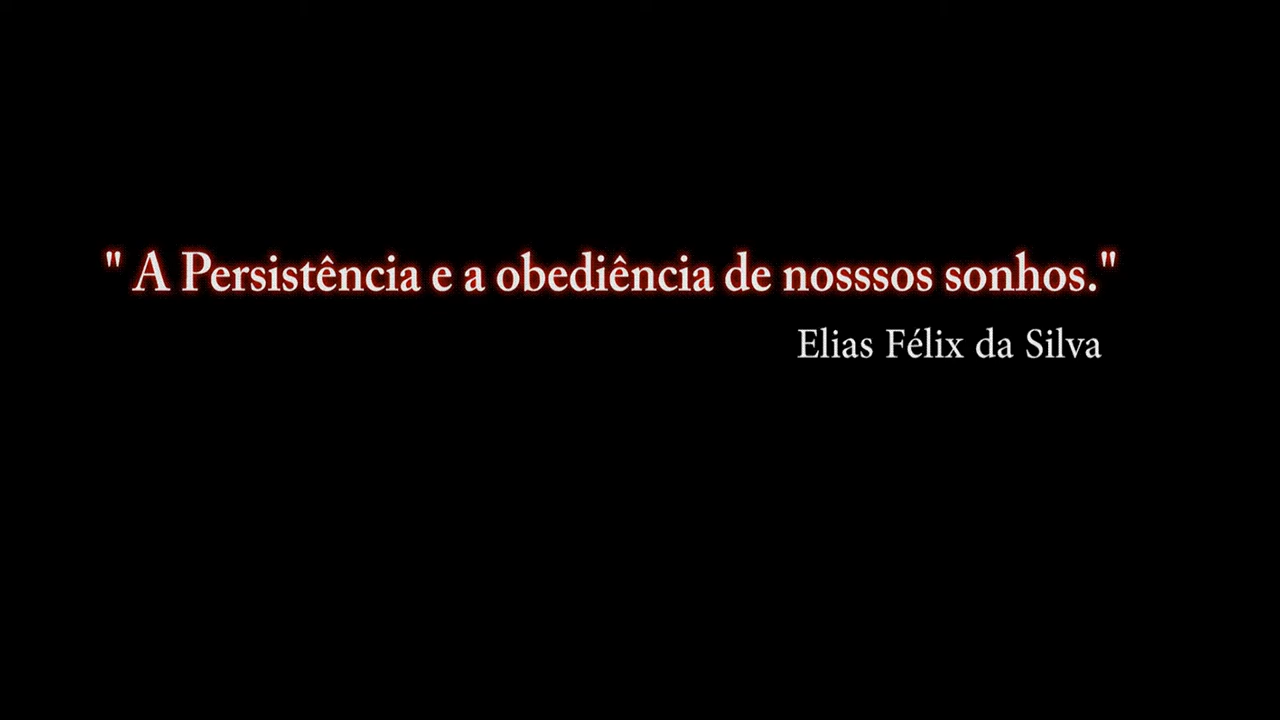 " A Persistência e a obediência de nosssos sonhos."
Elias Félix da Silva